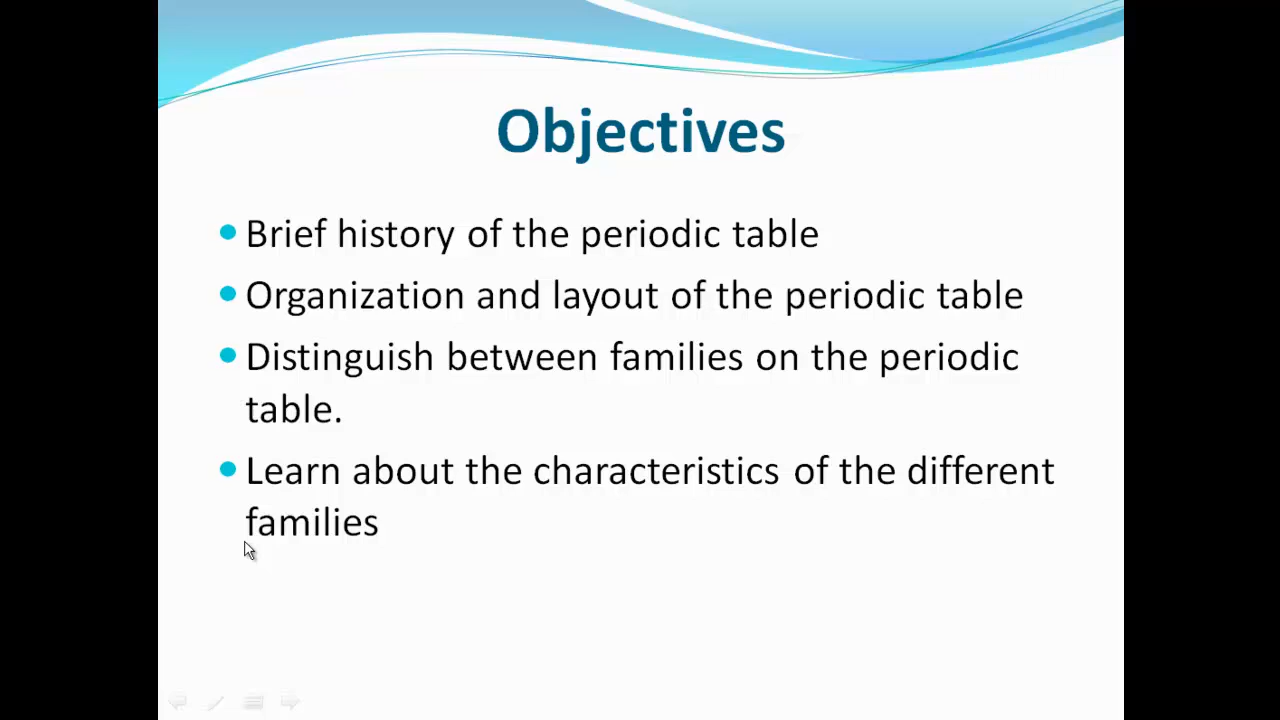 Objectives
Brief history of the periodic table
Organization and layout of the periodic table
Distinguish between families on the periodic
table.
Learn about the characteristics of the different
families